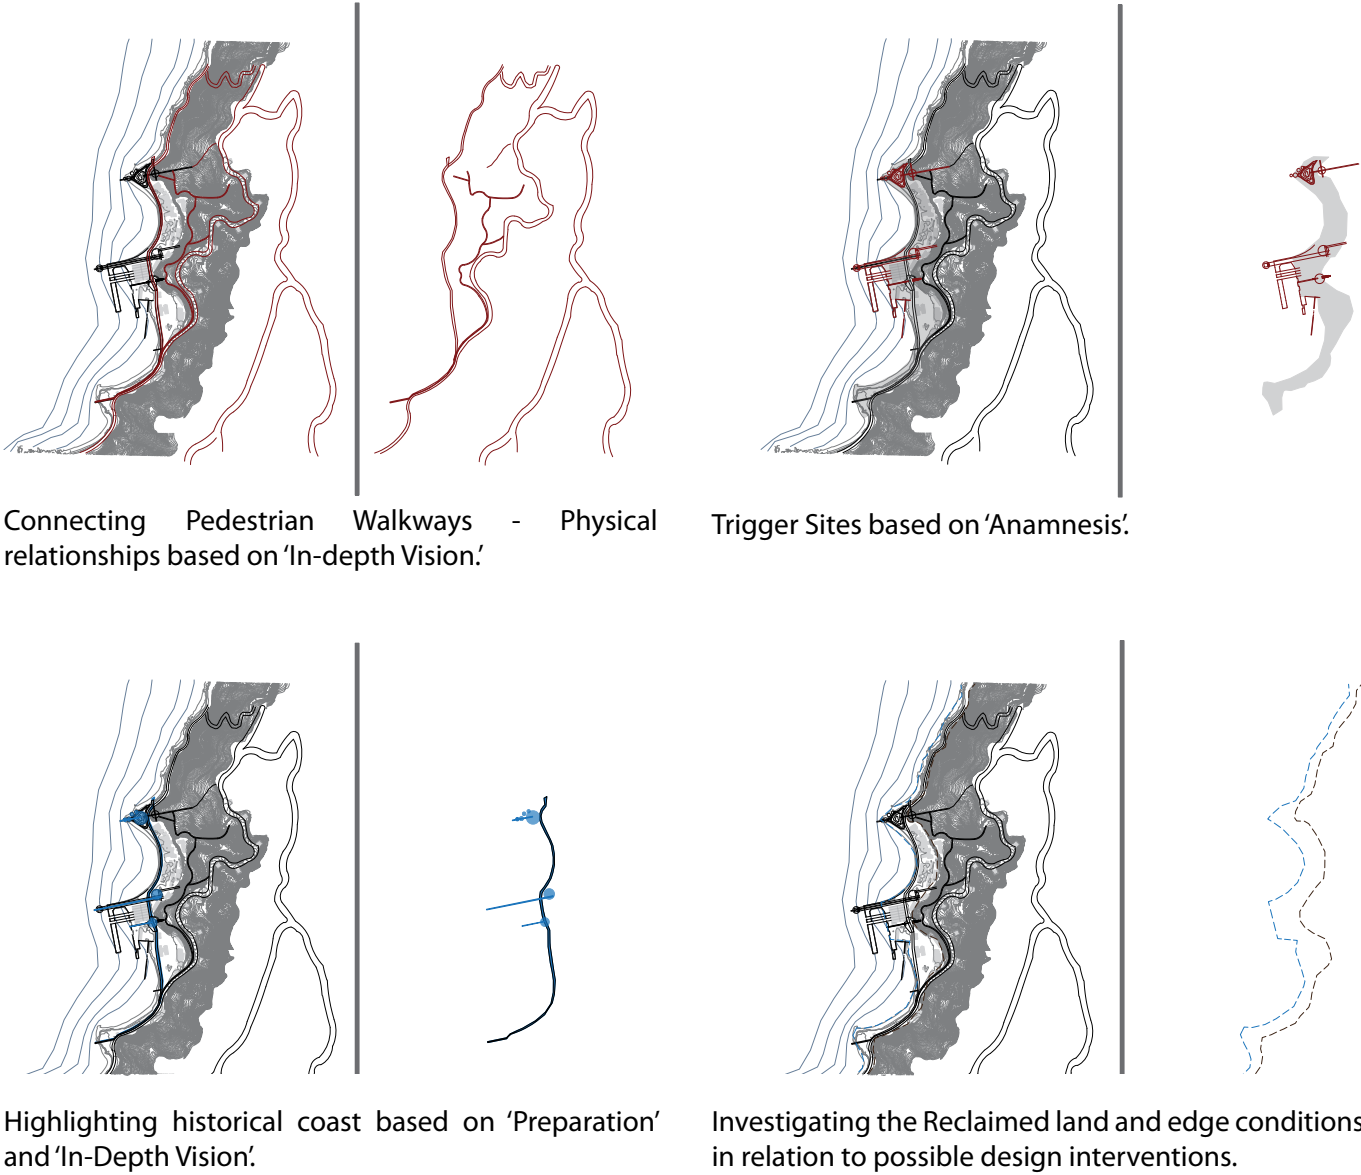 Connecting Pedestrian Walkways - Physical
relationships based on ‘In-depth Vision.’
Trigger Sites based on ‘Anamnesis’.
Highlighting historical coast based on ‘Preparation’
and ‘In-Depth Vision’.
Investigating the Reclaimed land and edge conditions
in relation to possible design interventions.